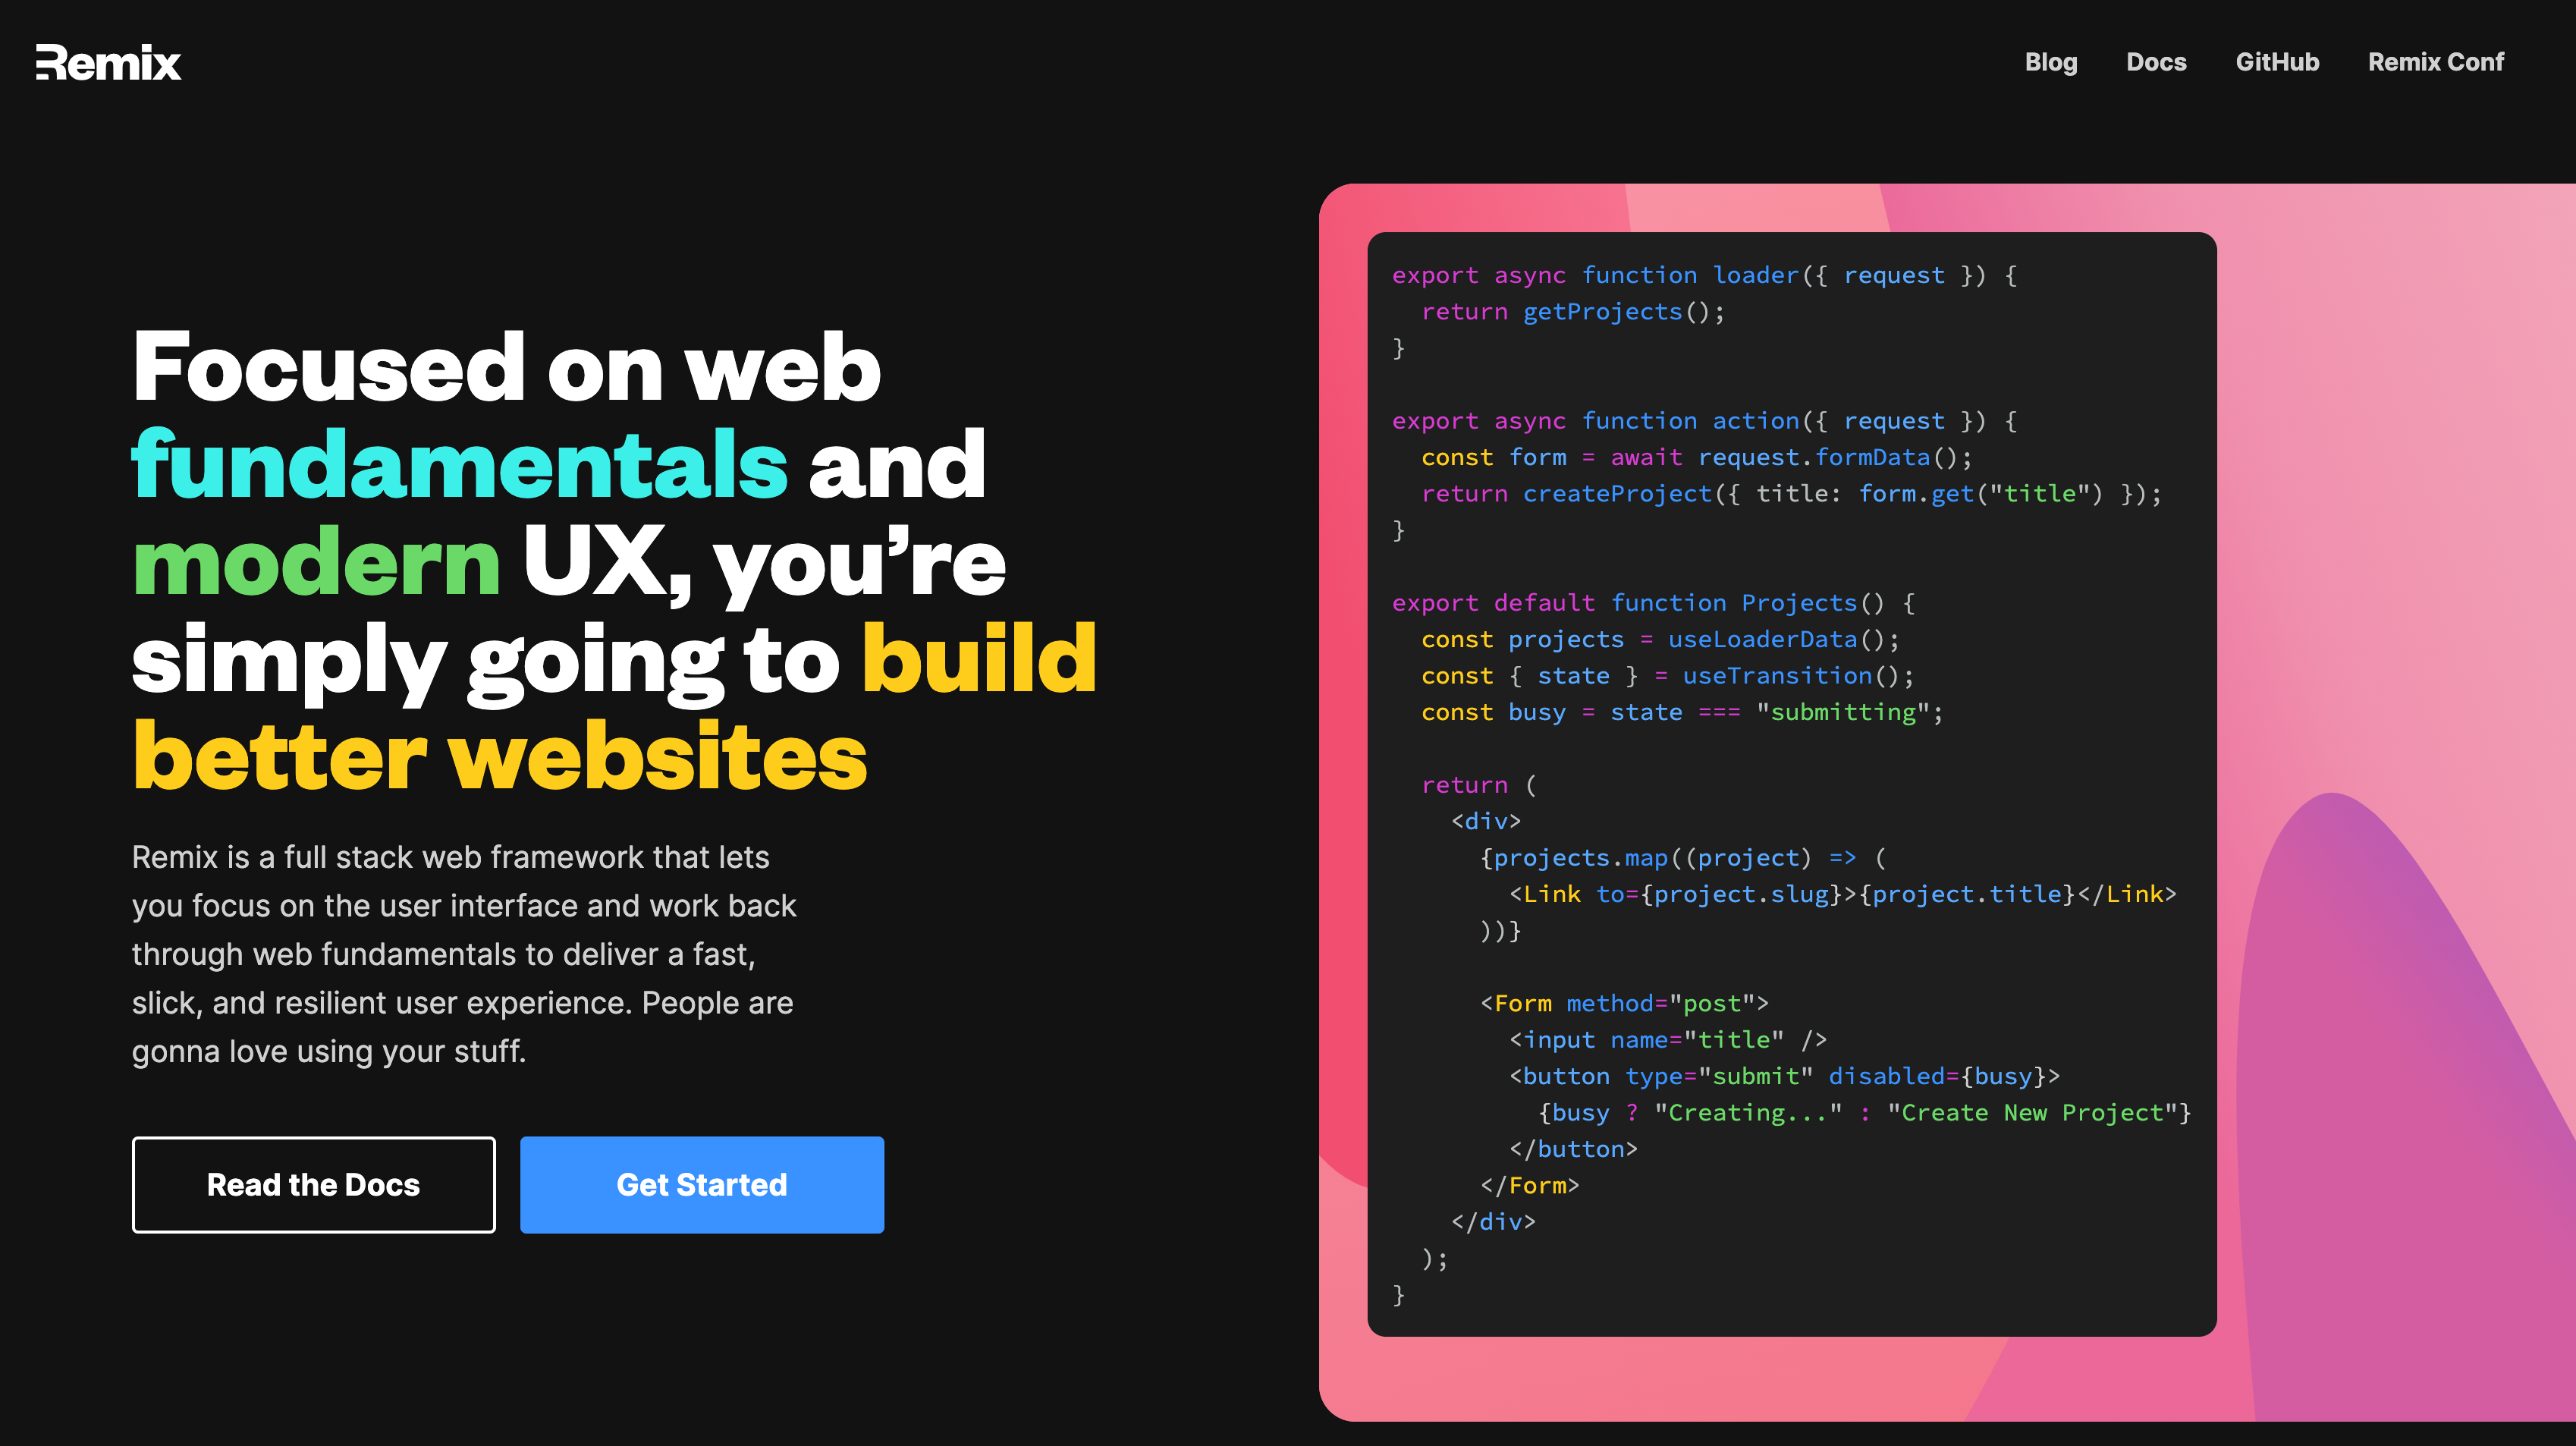 Remix
Blog Docs GitHub Remix Conf
Focused on web
fundamentals and
modern UX, you’re
simply going to build
better websites
Remix is a full stack web framework that lets
you focus on the user interface and work back
through web fundamentals to deliver a fast,
slick, and resilient user experience. People are
gonna love using your stuff.
Read the Docs
Get Started
export async function loader({ request }) {
  return getProjects();
}
export async function action({ request }) {
  const form = await request.formData();
  return createProject({ title: form.get("title") });
}
export default function Projects() {
  const projects = useLoaderData();
  const { state } = useTransition();
  const busy = state === "submitting";
  return (
    <div>
      {projects.map((project) => (
        <Link to={project.slug}>{project.title}</Link>
      ))}
      <Form method="post">
        <input name="title" />
        <button type="submit" disabled={busy}>
          {busy ? "Creating..." : "Create New Project"}
        </button>
      </Form>
    </div>
  );
}